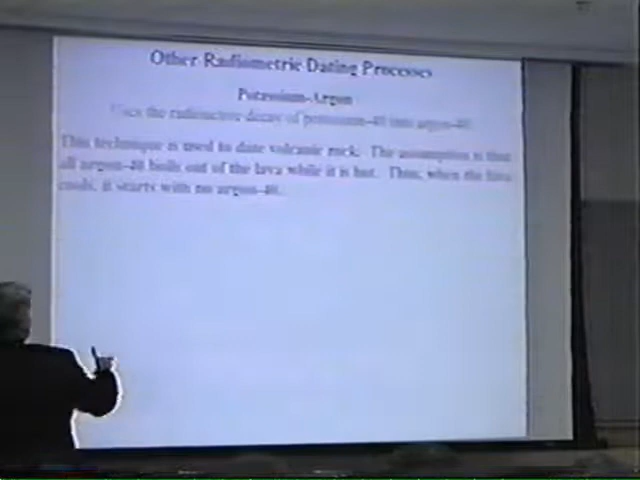 Other Radiometric Dating Processes
Potassium-Argon
Uses the radioactive decay of potassium-40 into argon-40.
This technique is used to date volcanic rock. The assumption is that
all argon-40 boils out of the lava while it is hot. Thus, when the lava
cools, it starts with no argon-40.